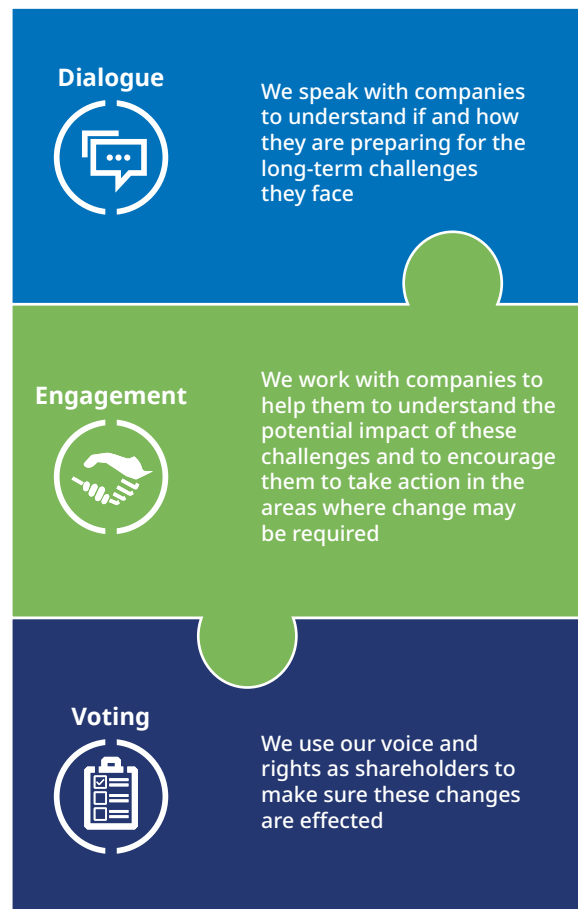 Dialogue
We speak with companies
to understand if and how
they are preparing for the
long-term challenges
they face
Engagement
We work with companies to
help them to understand the
potential impact of these
challenges and to encourage
them to take action in the
areas where change may
be required
Voting
We use our voice and
rights as shareholders to
make sure these changes
are effected